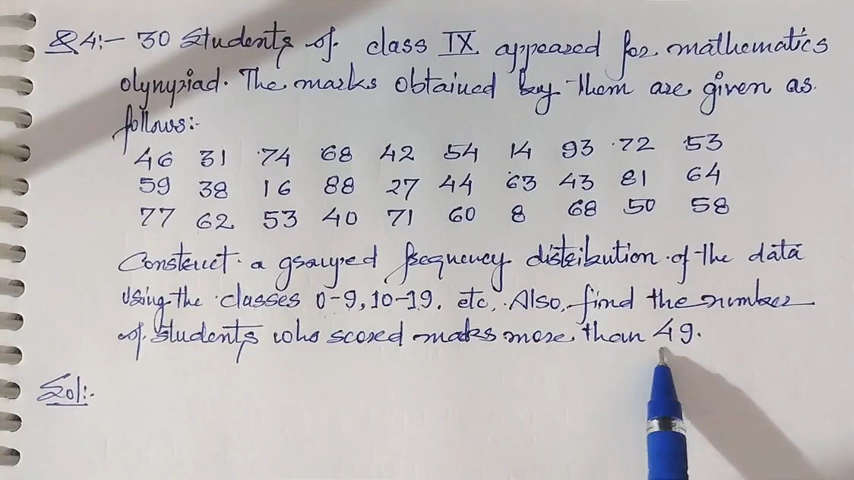 Q4:- 30 Students of class IX appeared for mathematics
olympiad. The marks obtained by them are given as
follows:-
46 31 74 68 42 54 14 93 72 53
59 38 16 88 27 44 63 43 81 64
77 62 53 40 71 60 8 68 50 58
Construct a grouped frequency distribution of the data
using the classes 0-9, 10-19. etc. Also, find the number
of students who scored maks more than 49.
Sol:-